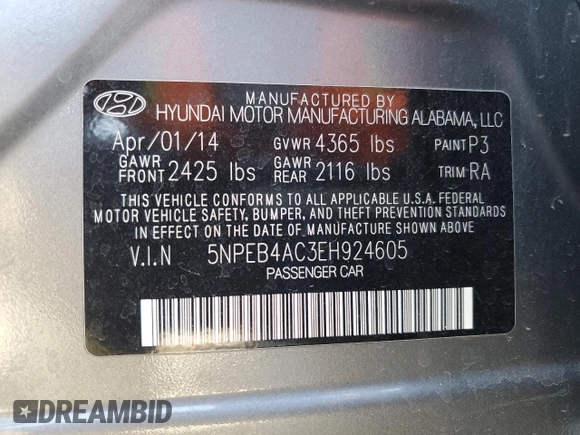 MANUFACTURED BY
HYUNDAI MOTOR MANUFACTURING ALABAMA, LLC
Apr/01/14 GVWR 4365 lbs PAINT P3
GAWR FRONT 2425 lbs GAWR REAR 2116 lbs TRIM RA
THIS VEHICLE CONFORMS TO ALL APPLICABLE U.S.A. FEDERAL
MOTOR VEHICLE SAFETY, BUMPER, AND THEFT PREVENTION STANDARDS
IN EFFECT ON THE DATE OF MANUFACTURE SHOWN ABOVE
V.I.N 5NPEB4AC3EH924605
PASSENGER CAR
DREAMBID